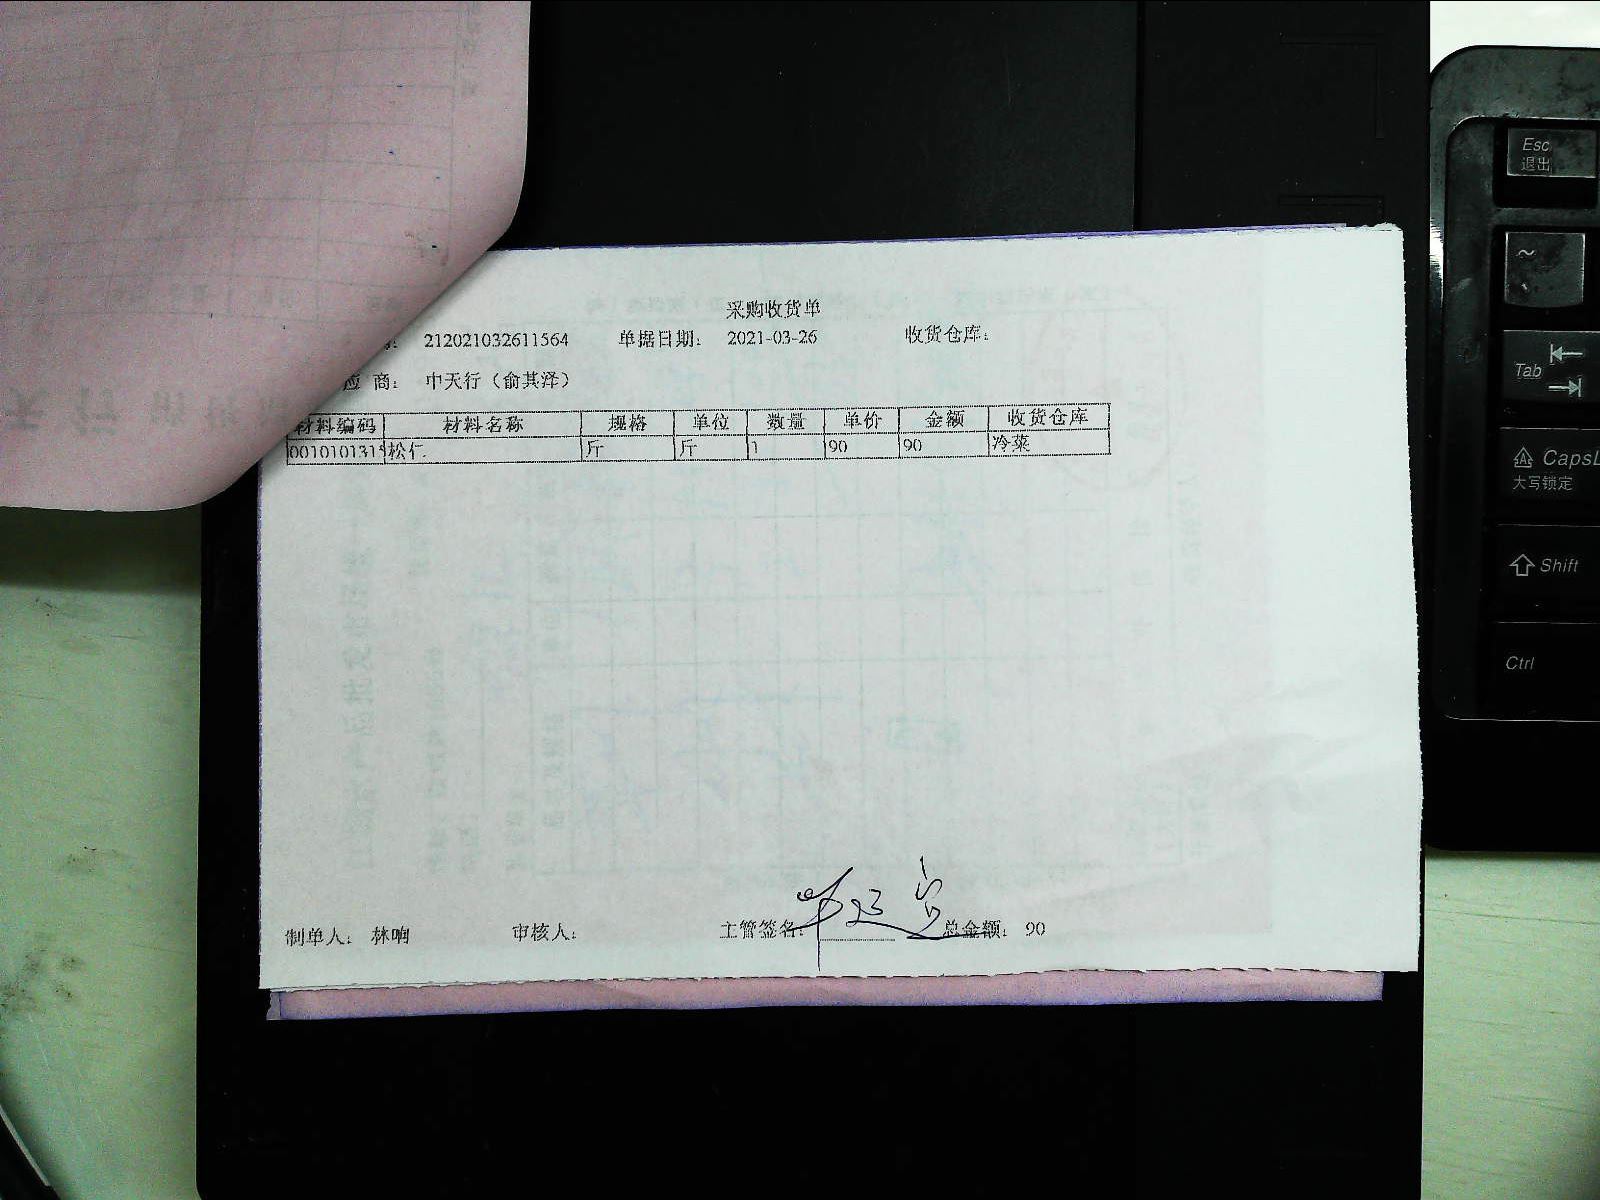 采购收货单
212021032611564 单据日期: 2021-03-26 收货仓库:
应 商: 中天行（俞其泽）
材料编码 材料名称 规格 单位 数量 单价 金额 收货仓库
0010101315 松仁 斤 斤 1 90 90 冷菜
制单人: 林响 审核人: 主管签名: 总金额: 90
Esc
退出
~
Tab
CapsL
大写锁定
Shift
Ctrl